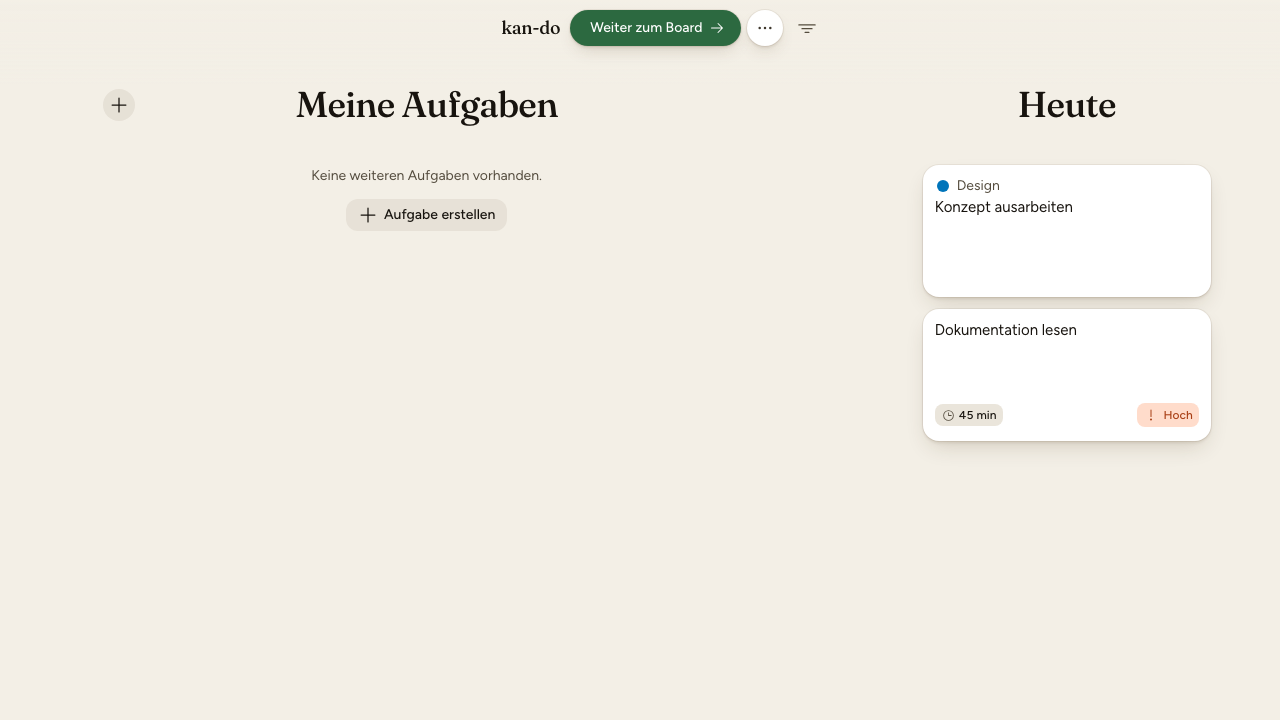 kan-do
Weiter zum Board
Meine Aufgaben
Keine weiteren Aufgaben vorhanden.
Aufgabe erstellen
Heute
Design
Konzept ausarbeiten
Dokumentation lesen
45 min
Hoch